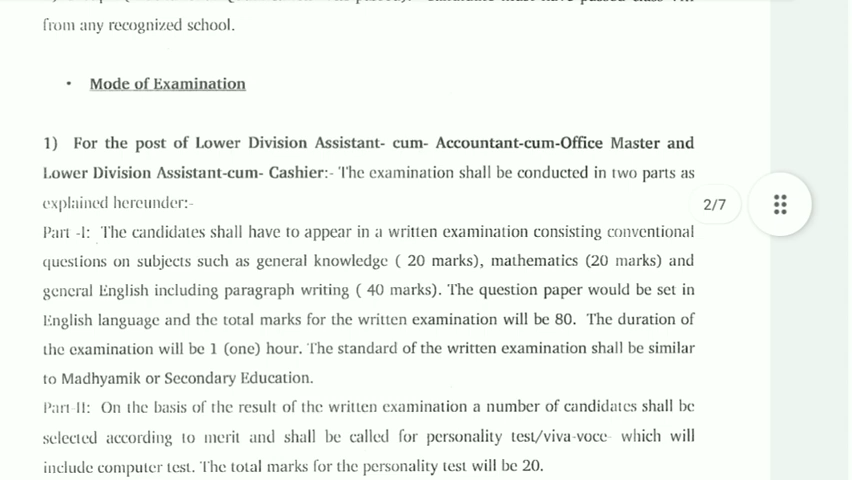 from any recognized school.
• Mode of Examination
1) For the post of Lower Division Assistant- cum- Accountant-cum-Office Master and
Lower Division Assistant-cum- Cashier:- The examination shall be conducted in two parts as
explained hereunder:-
Part -I: The candidates shall have to appear in a written examination consisting conventional
questions on subjects such as general knowledge ( 20 marks), mathematics (20 marks) and
general English including paragraph writing ( 40 marks). The question paper would be set in
English language and the total marks for the written examination will be 80. The duration of
the examination will be 1 (one) hour. The standard of the written examination shall be similar
to Madhyamik or Secondary Education.
Part-II: On the basis of the result of the written examination a number of candidates shall be
selected according to merit and shall be called for personality test/viva-voce- which will
include computer test. The total marks for the personality test will be 20.
2/7